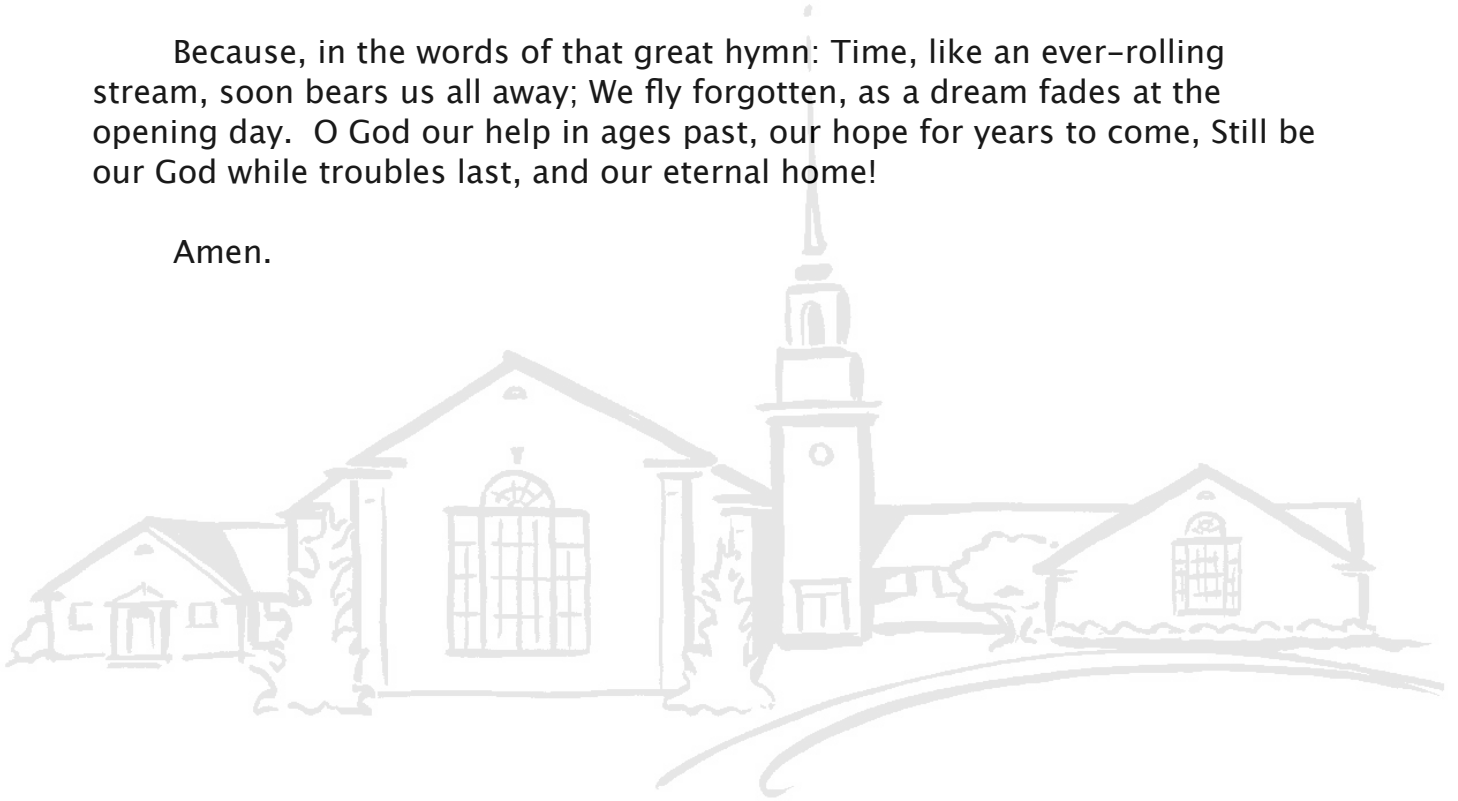 Because, in the words of that great hymn: Time, like an ever-rolling
stream, soon bears us all away; We fly forgotten, as a dream fades at the
opening day.  O God our help in ages past, our hope for years to come, Still be
our God while troubles last, and our eternal home!
Amen.